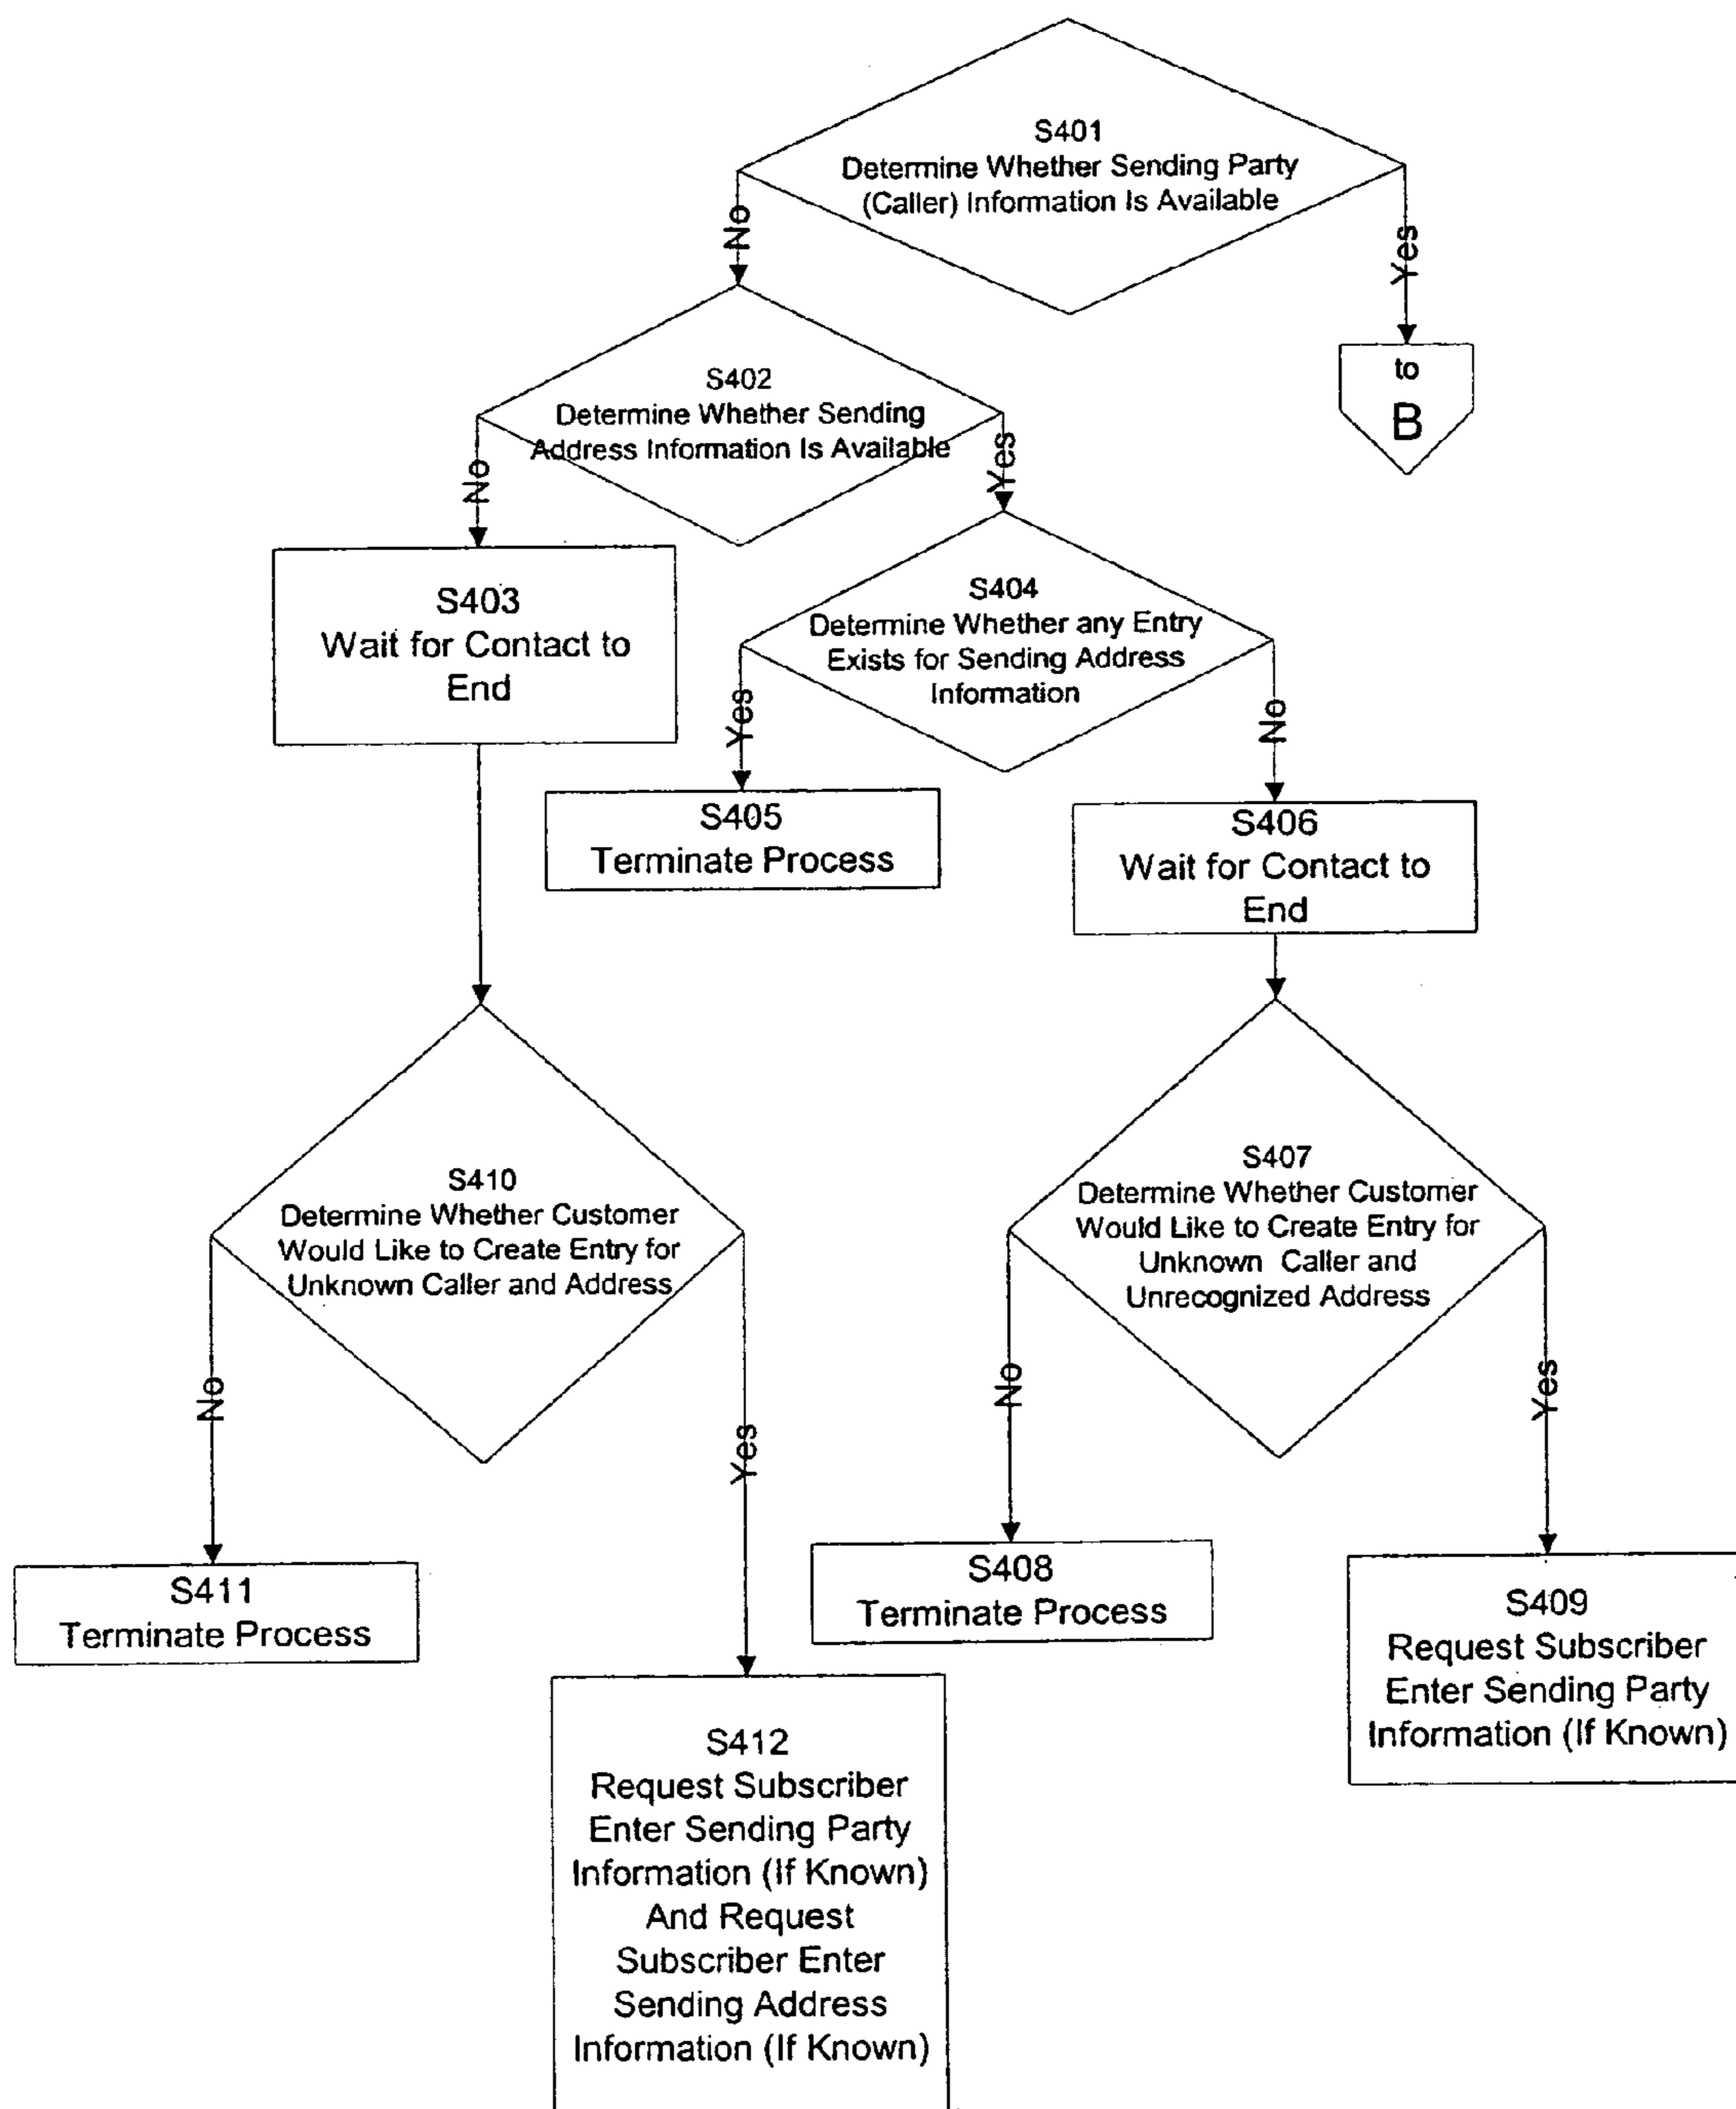 S401
Determine Whether Sending Party
(Caller) Information Is Available
No
Yes
to
B
S402
Determine Whether Sending
Address Information Is Available
No
Yes
S403
Wait for Contact to
End
S404
Determine Whether any Entry
Exists for Sending Address
Information
Yes
No
S405
Terminate Process
S406
Wait for Contact to
End
S410
Determine Whether Customer
Would Like to Create Entry for
Unknown Caller and Address
No
Yes
S407
Determine Whether Customer
Would Like to Create Entry for
Unknown Caller and
Unrecognized Address
No
Yes
S411
Terminate Process
S408
Terminate Process
S409
Request Subscriber
Enter Sending Party
Information (If Known)
S412
Request Subscriber
Enter Sending Party
Information (If Known)
And Request
Subscriber Enter
Sending Address
Information (If Known)